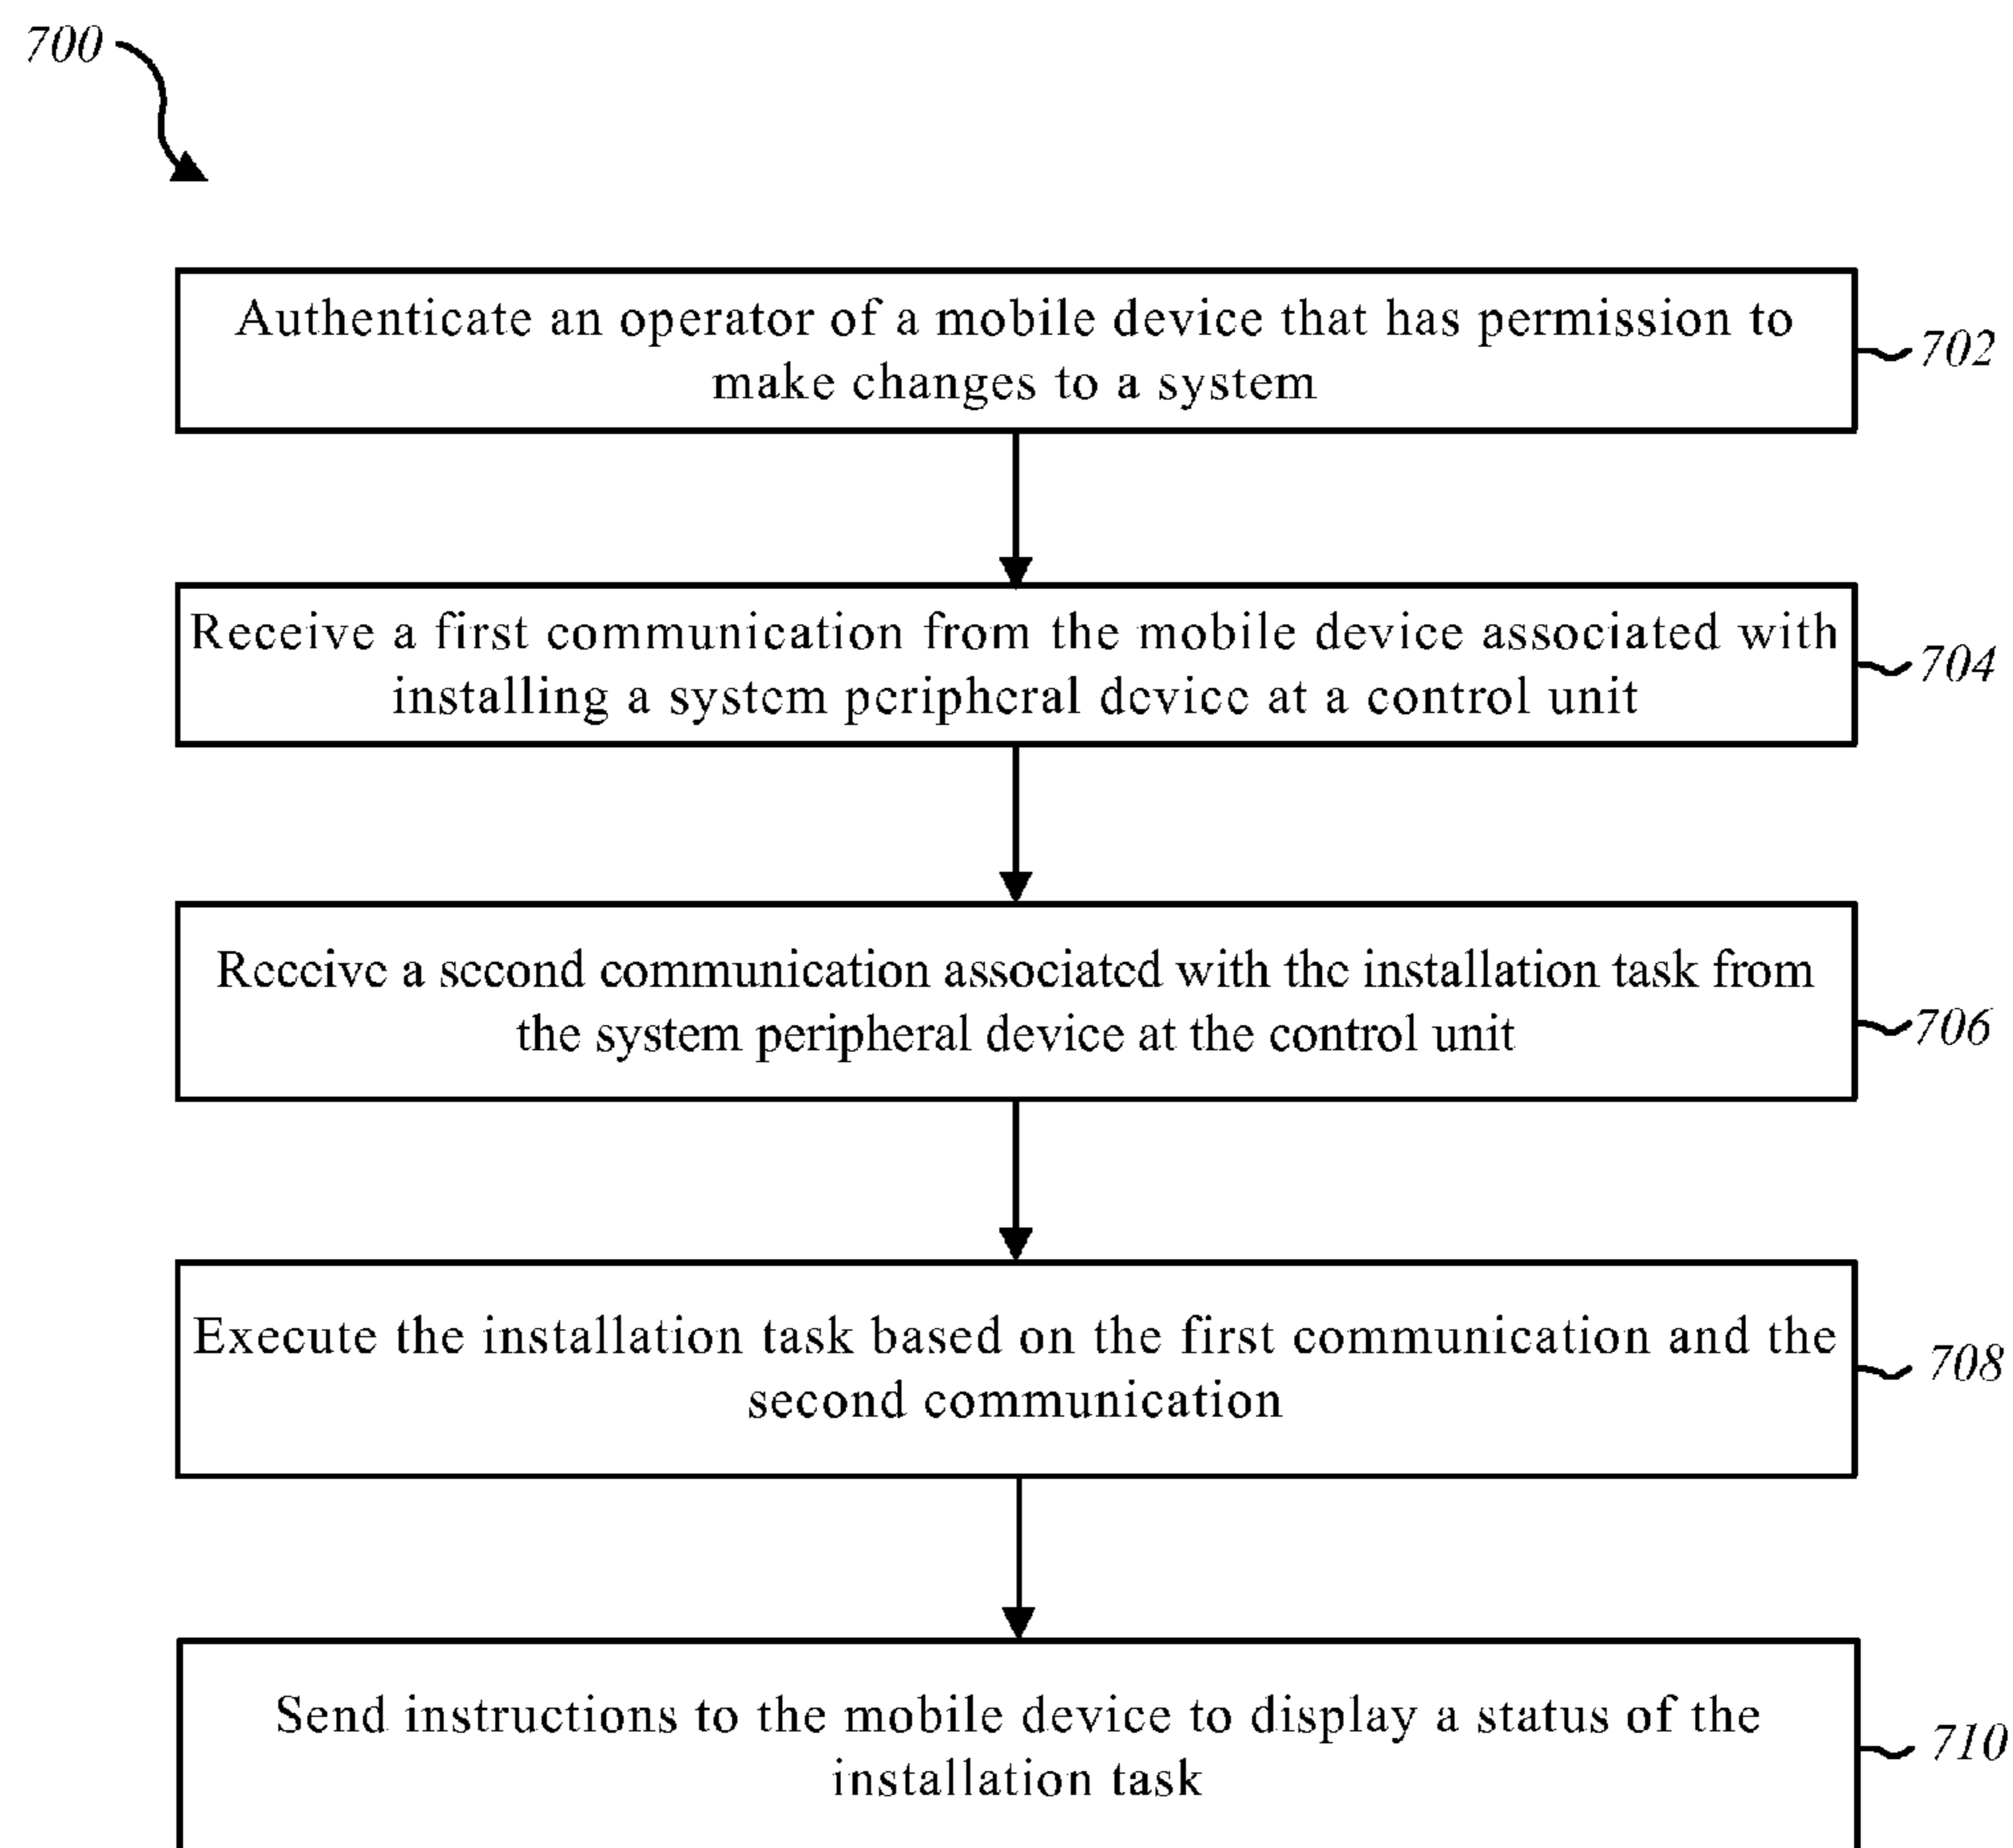 700
Authenticate an operator of a mobile device that has permission to
make changes to a system
702
Receive a first communication from the mobile device associated with
installing a system peripheral device at a control unit
704
Receive a second communication associated with the installation task from
the system peripheral device at the control unit
706
Execute the installation task based on the first communication and the
second communication
708
Send instructions to the mobile device to display a status of the
installation task
710